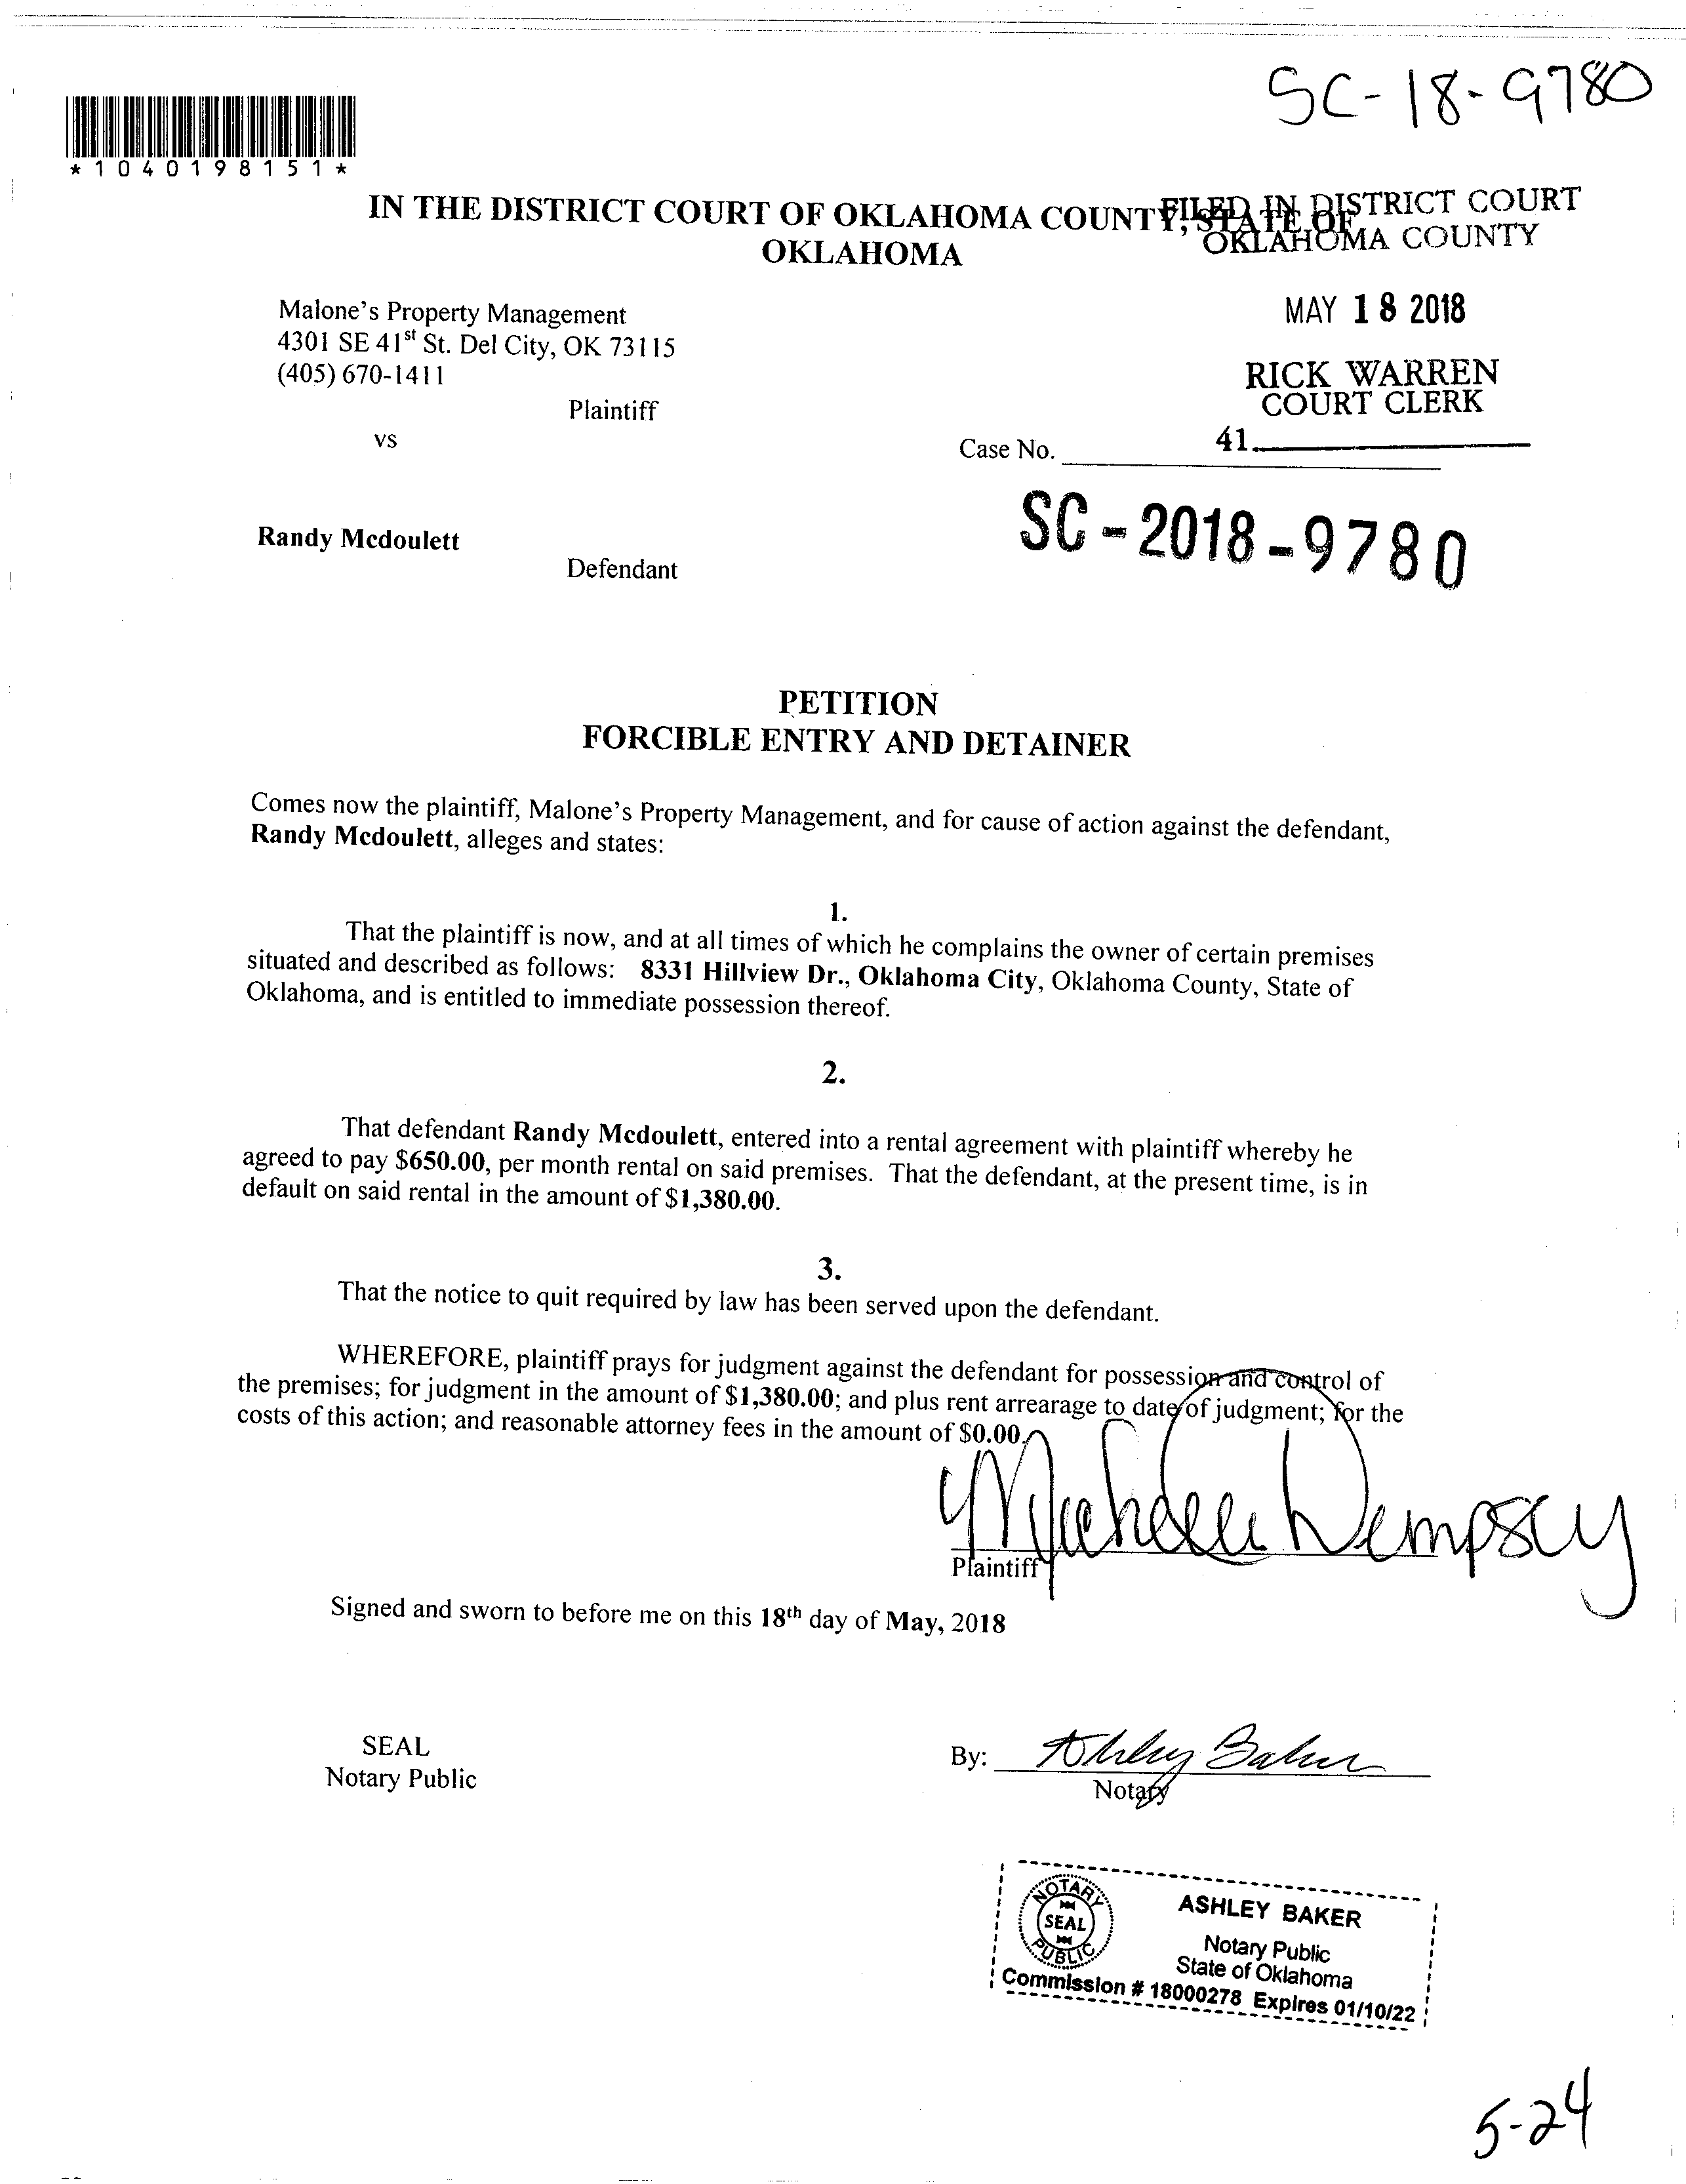 SC-18-9780
*1040198151*
IN THE DISTRICT COURT OF OKLAHOMA COUNTY, STATE OF
OKLAHOMA
FILED IN DISTRICT COURT
OKLAHOMA COUNTY
Malone's Property Management
4301 SE 41st St. Del City, OK 73115
(405) 670-1411
Plaintiff
vs
MAY 18 2018
RICK WARREN
COURT CLERK
41
Case No.
SC-2018-9780
Randy Mcdoulett
Defendant
PETITION
FORCIBLE ENTRY AND DETAINER
Comes now the plaintiff, Malone's Property Management, and for cause of action against the defendant,
Randy Mcdoulett, alleges and states:
1.
That the plaintiff is now, and at all times of which he complains the owner of certain premises
situated and described as follows: 8331 Hillview Dr., Oklahoma City, Oklahoma County, State of
Oklahoma, and is entitled to immediate possession thereof.
2.
That defendant Randy Mcdoulett, entered into a rental agreement with plaintiff whereby he
agreed to pay $650.00, per month rental on said premises. That the defendant, at the present time, is in
default on said rental in the amount of $1,380.00.
3.
That the notice to quit required by law has been served upon the defendant.
WHEREFORE, plaintiff prays for judgment against the defendant for possession and control of
the premises; for judgment in the amount of $1,380.00; and plus rent arrearage to date of judgment; for the
costs of this action; and reasonable attorney fees in the amount of $0.00.
Michelle Dempsey
Plaintiff
Signed and sworn to before me on this 18th day of May, 2018
SEAL
Notary Public
By: Ashley Baker
Notary
NOTARY
SEAL
PUBLIC
ASHLEY BAKER
Notary Public
State of Oklahoma
Commission # 18000278 Expires 01/10/22
5-24